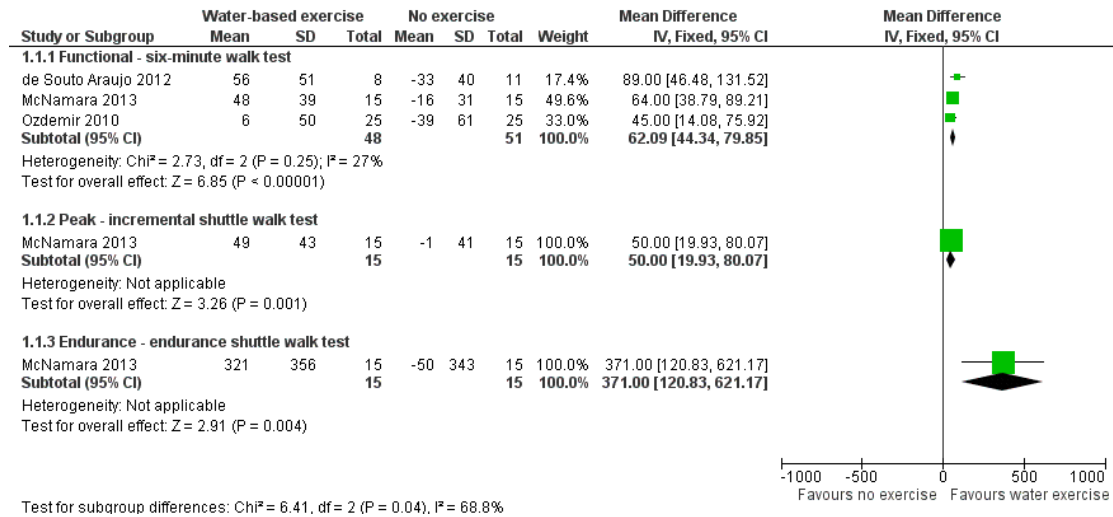 Water-based exercise No exercise Mean Difference Mean Difference
Study or Subgroup Mean SD Total Mean SD Total Weight IV, Fixed, 95% CI IV, Fixed, 95% CI
1.1.1 Functional - six-minute walk test
de Souto Araujo 2012 56 51 8 -33 40 11 17.4% 89.00 [46.48, 131.52]
McNamara 2013 48 39 15 -16 31 15 49.6% 64.00 [38.79, 89.21]
Ozdemir 2010 6 50 25 -39 61 25 33.0% 45.00 [14.08, 75.92]
Subtotal (95% CI) 48 51 100.0% 62.09 [44.34, 79.85]
Heterogeneity: Chi² = 2.73, df = 2 (P = 0.25); I² = 27%
Test for overall effect: Z = 6.85 (P < 0.00001)
1.1.2 Peak - incremental shuttle walk test
McNamara 2013 49 43 15 -1 41 15 100.0% 50.00 [19.93, 80.07]
Subtotal (95% CI) 15 15 100.0% 50.00 [19.93, 80.07]
Heterogeneity: Not applicable
Test for overall effect: Z = 3.26 (P = 0.001)
1.1.3 Endurance - endurance shuttle walk test
McNamara 2013 321 356 15 -50 343 15 100.0% 371.00 [120.83, 621.17]
Subtotal (95% CI) 15 15 100.0% 371.00 [120.83, 621.17]
Heterogeneity: Not applicable
Test for overall effect: Z = 2.91 (P = 0.004)
-1000 -500 0 500 1000
Favours no exercise Favours water exercise
Test for subgroup differences: Chi² = 6.41, df = 2 (P = 0.04), I² = 68.8%